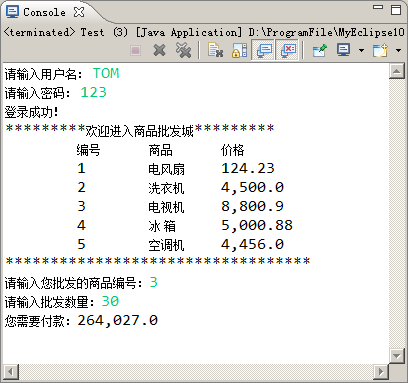 Console
<terminated> Test (3) [Java Application] D:\ProgramFile\MyEclipse10
请输入用户名: TOM
请输入密码: 123
登录成功!
*********欢迎进入商品批发城*********
编号 商品 价格
1 电风扇 124.23
2 洗衣机 4,500.0
3 电视机 8,800.9
4 冰箱 5,000.88
5 空调机 4,456.0
**********************************
请输入您批发的商品编号: 3
请输入批发数量: 30
您需要付款: 264,027.0